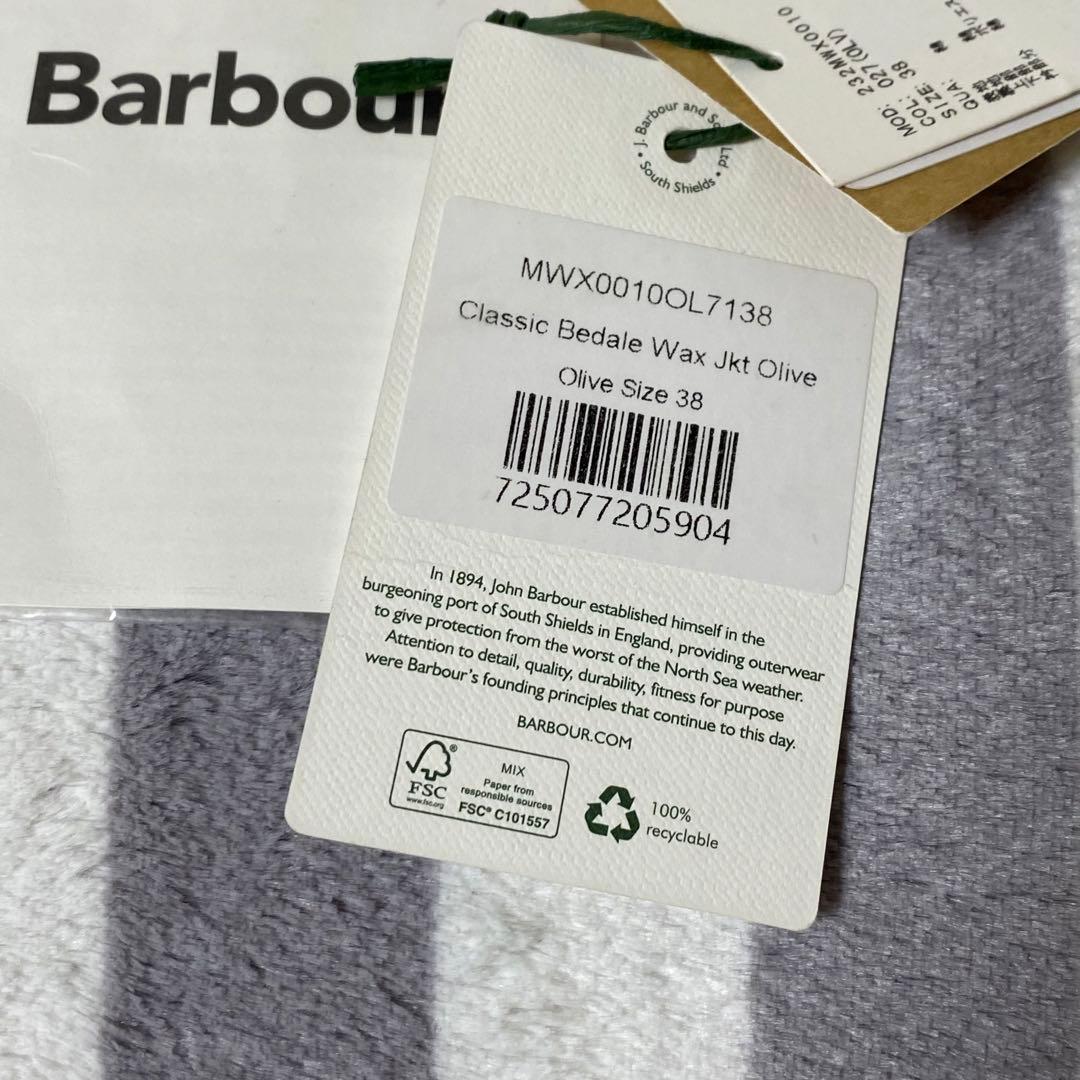 Barbour
J. Barbour and So
Ltd
South Shields
MWX0010OL7138
Classic Bedale Wax Jkt Olive
Olive Size 38
725077205904
In 1894, John Barbour established himself in the
burgeoning port of South Shields in England, providing outerwear
to give protection from the worst of the North Sea weather.
Attention to detail, quality, durability, fitness for purpose
were Barbour's founding principles that continue to this day.
BARBOUR.COM
FSC
www.fsc.org
MIX
Paper from
responsible sources
FSC® C101557
100%
recyclable
MOD: 232MWX0010
COL: 027 (OLV)
SIZE: 38
QUA: